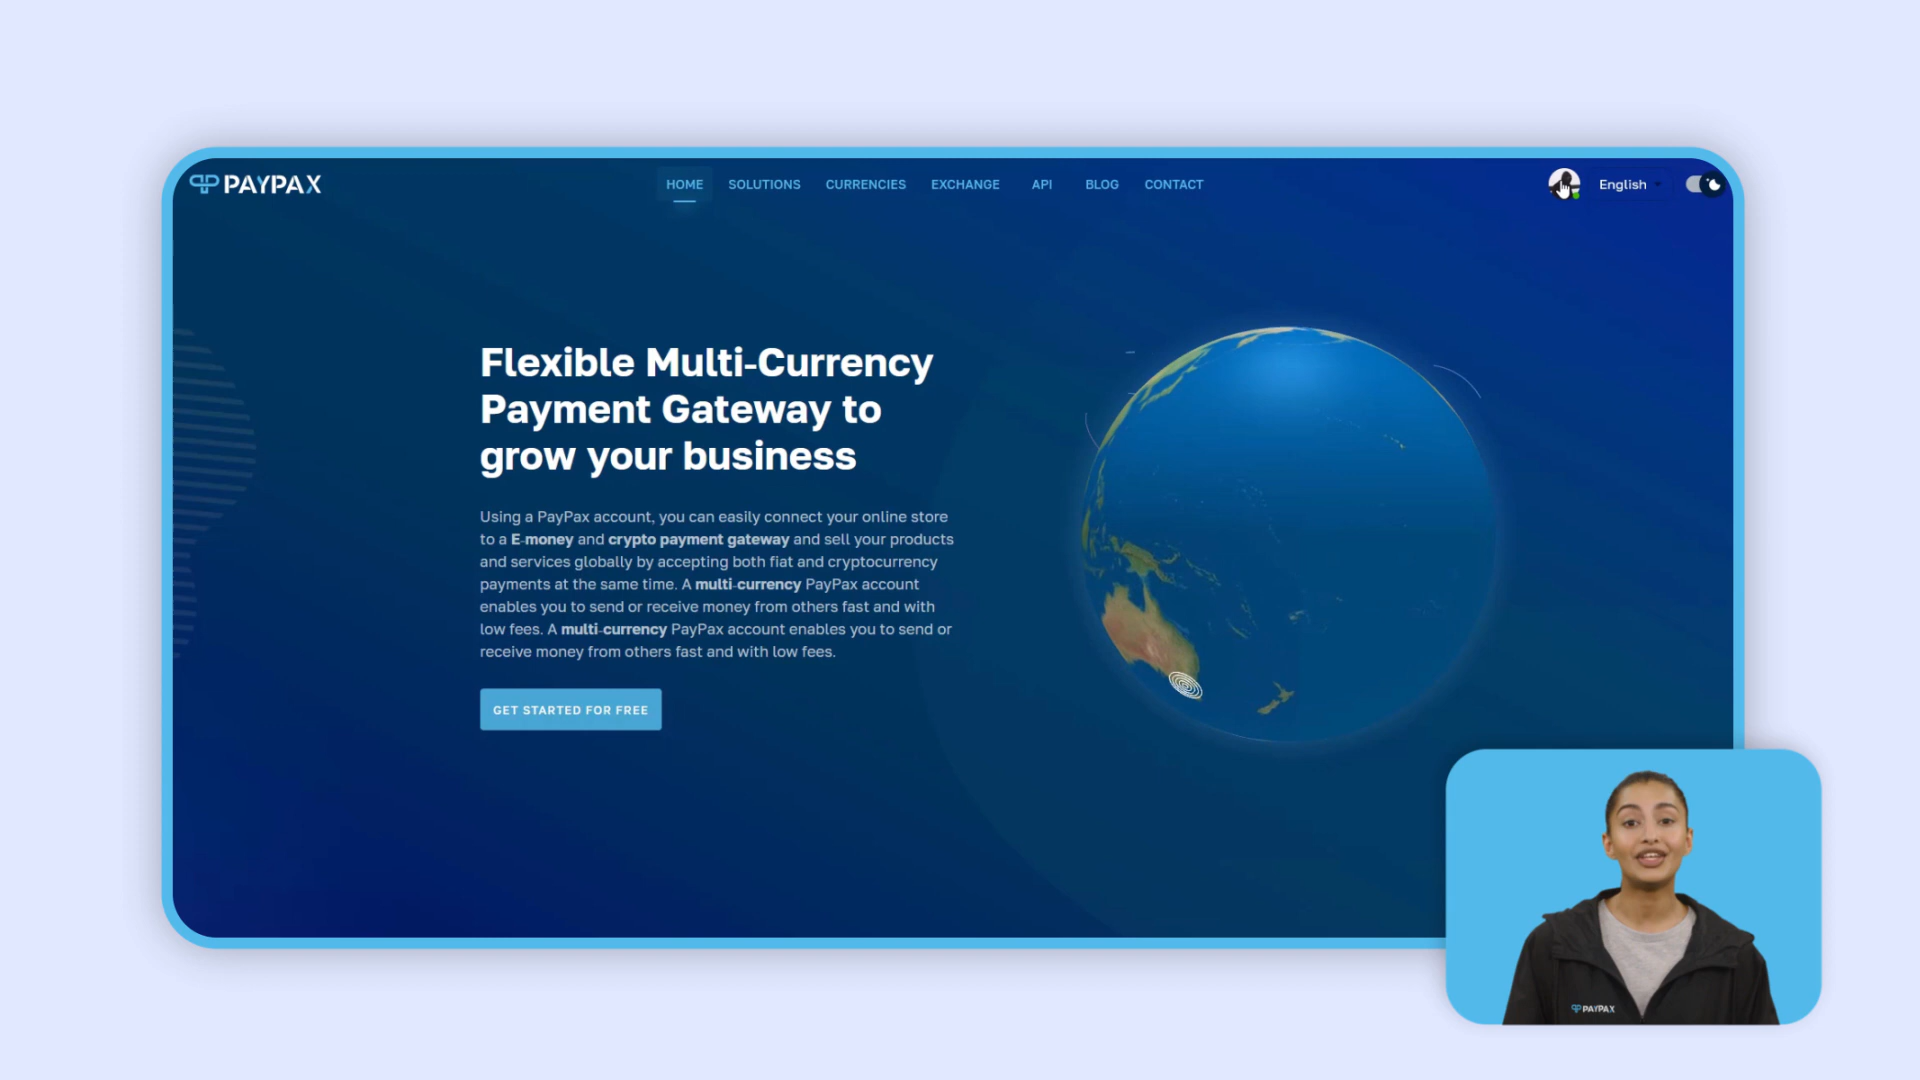 PAYPAX
HOME SOLUTIONS CURRENCIES EXCHANGE API BLOG CONTACT
English
Flexible Multi-Currency
Payment Gateway to
grow your business
Using a PayPax account, you can easily connect your online store
to a E-money and crypto payment gateway and sell your products
and services globally by accepting both fiat and cryptocurrency
payments at the same time. A multi-currency PayPax account
enables you to send or receive money from others fast and with
low fees. A multi-currency PayPax account enables you to send or
receive money from others fast and with low fees.
GET STARTED FOR FREE
PAYPAX